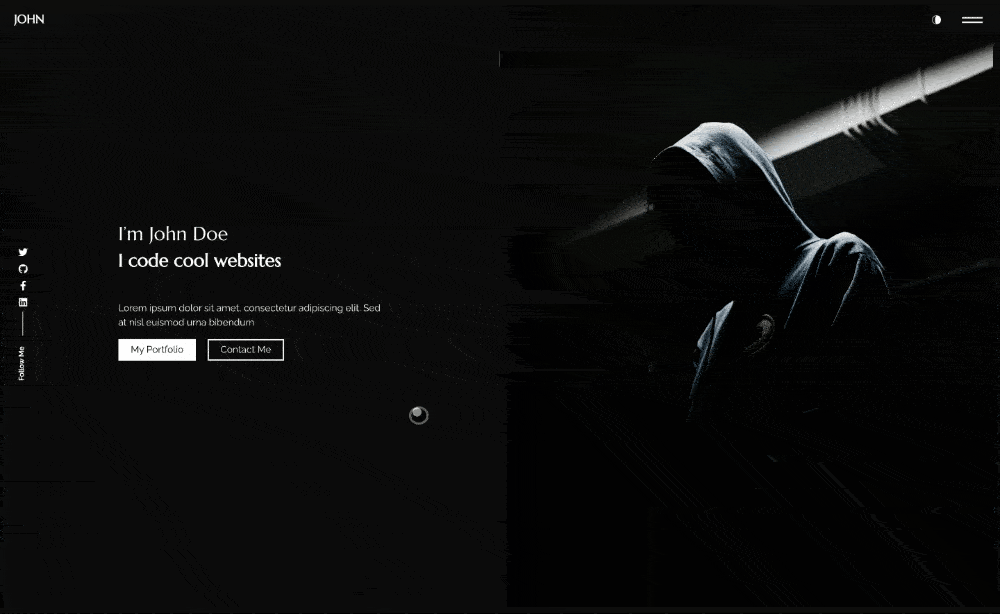 JOHN
I'm John Doe
I code cool websites
Lorem ipsum dolor sit amet, consectetur adipiscing elit. Sed
at nisl euismod urna bibendum
My Portfolio
Contact Me
Follow Me